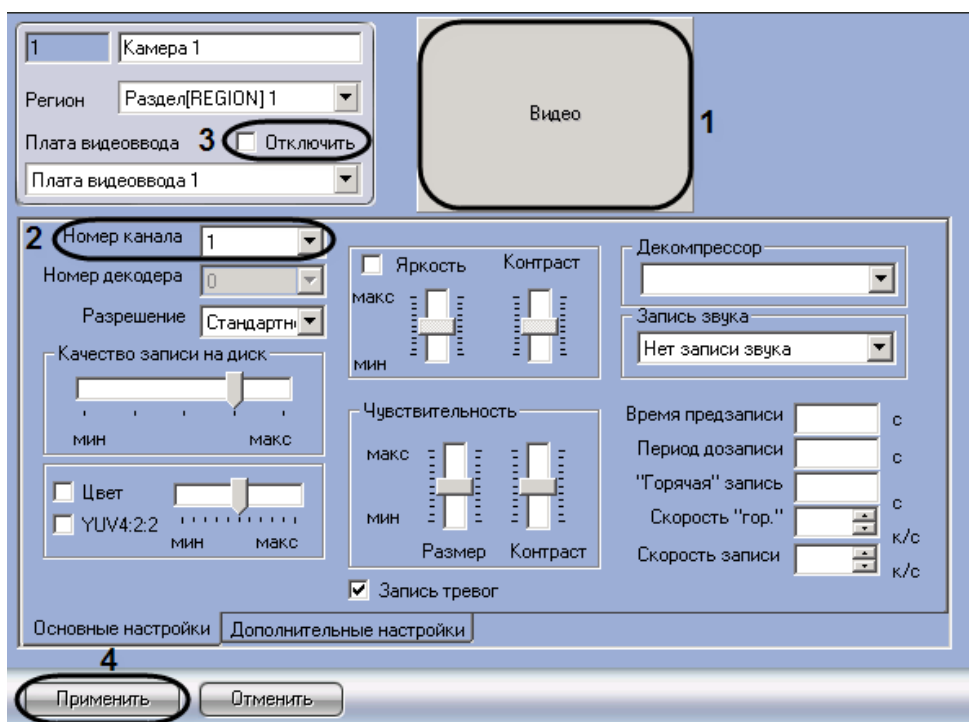 1 Камера 1
Регион Раздел[REGION] 1
Плата видеоввода 3 Отключить
Плата видеоввода 1
Видео
1
2 Номер канала 1
Номер декодера 0
Разрешение Стандартн
Качество записи на диск
мин макс
Цвет
YUV4:2:2
мин макс
Яркость Контраст
макс
мин
Чувствительность
макс
мин
Размер Контраст
Запись тревог
Декомпрессор
Запись звука
Нет записи звука
Время предзаписи с
Период дозаписи с
"Горячая" запись с
Скорость "гор." к/с
Скорость записи к/с
Основные настройки Дополнительные настройки
4
Применить Отменить